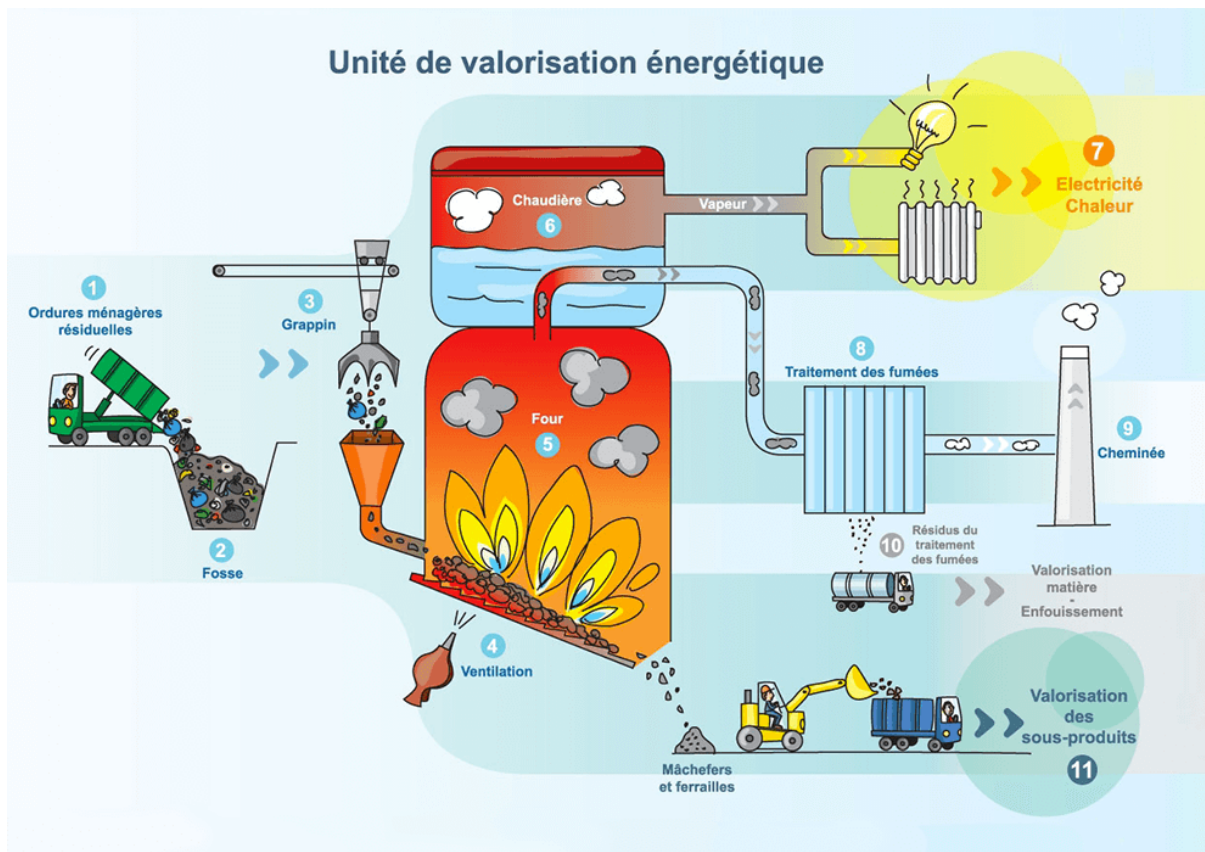 Unité de valorisation énergétique
1
Ordures ménagères
résiduelles
2
Fosse
3
Grappin
4
Ventilation
Four
5
Chaudière
6
Vapeur
7
Electricité
Chaleur
8
Traitement des fumées
9
Cheminée
10
Résidus du
traitement
des fumées
Valorisation
matière
-
Enfouissement
Mâchefers
et ferrailles
Valorisation
des
sous-produits
11